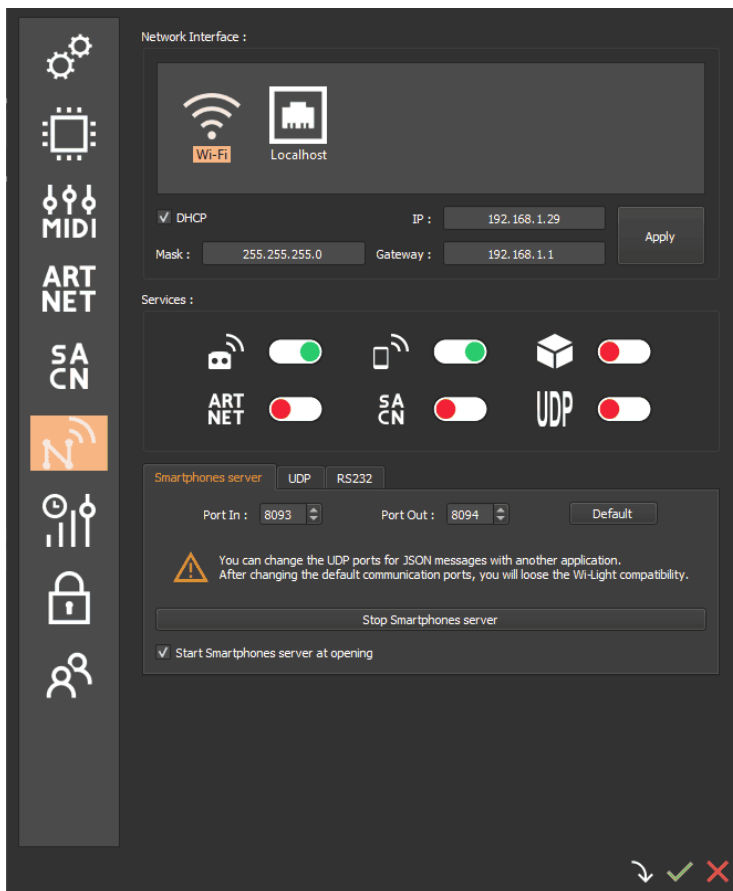 Network Interface :
Wi-Fi
Localhost
DHCP
IP :
192.168.1.29
Apply
Mask :
255.255.255.0
Gateway :
192.168.1.1
MIDI
ART
NET
SA
CN
N
Services :
ART
NET
SA
CN
UDP
Smartphones server
UDP
RS232
Port In :
8093
Port Out :
8094
Default
You can change the UDP ports for JSON messages with another application.
After changing the default communication ports, you will loose the Wi-Light compatibility.
Stop Smartphones server
Start Smartphones server at opening